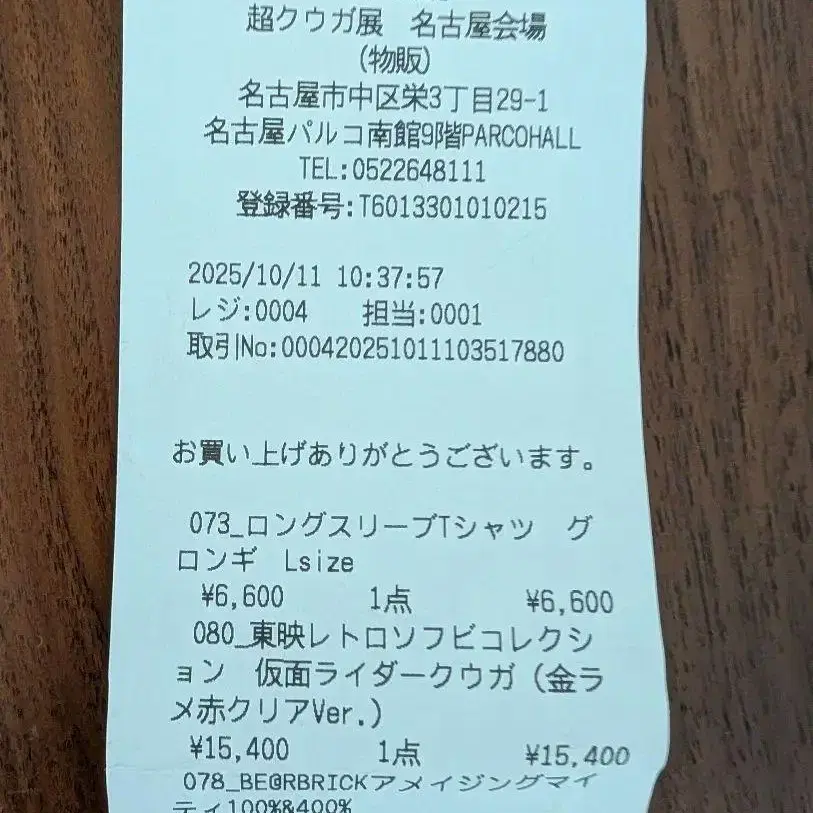 超クウガ展　名古屋会場
(物販)
名古屋市中区栄3丁目29-1
名古屋パルコ南館9階PARCOHALL
TEL:0522648111
登録番号:T6013301010215
2025/10/11 10:37:57
レジ:0004　担当:0001
取引No:000420251011103517880
お買い上げありがとうございます。
073_ロングスリーブTシャツ　グ
ロンギ　Lsize
¥6,600　1点　¥6,600
080_東映レトロソフビコレクシ
ョン　仮面ライダークウガ（金ラ
メ赤クリアVer.）
¥15,400　1点　¥15,400
078_BE@RBRICKアメイジングマイ
ティ100%&400%